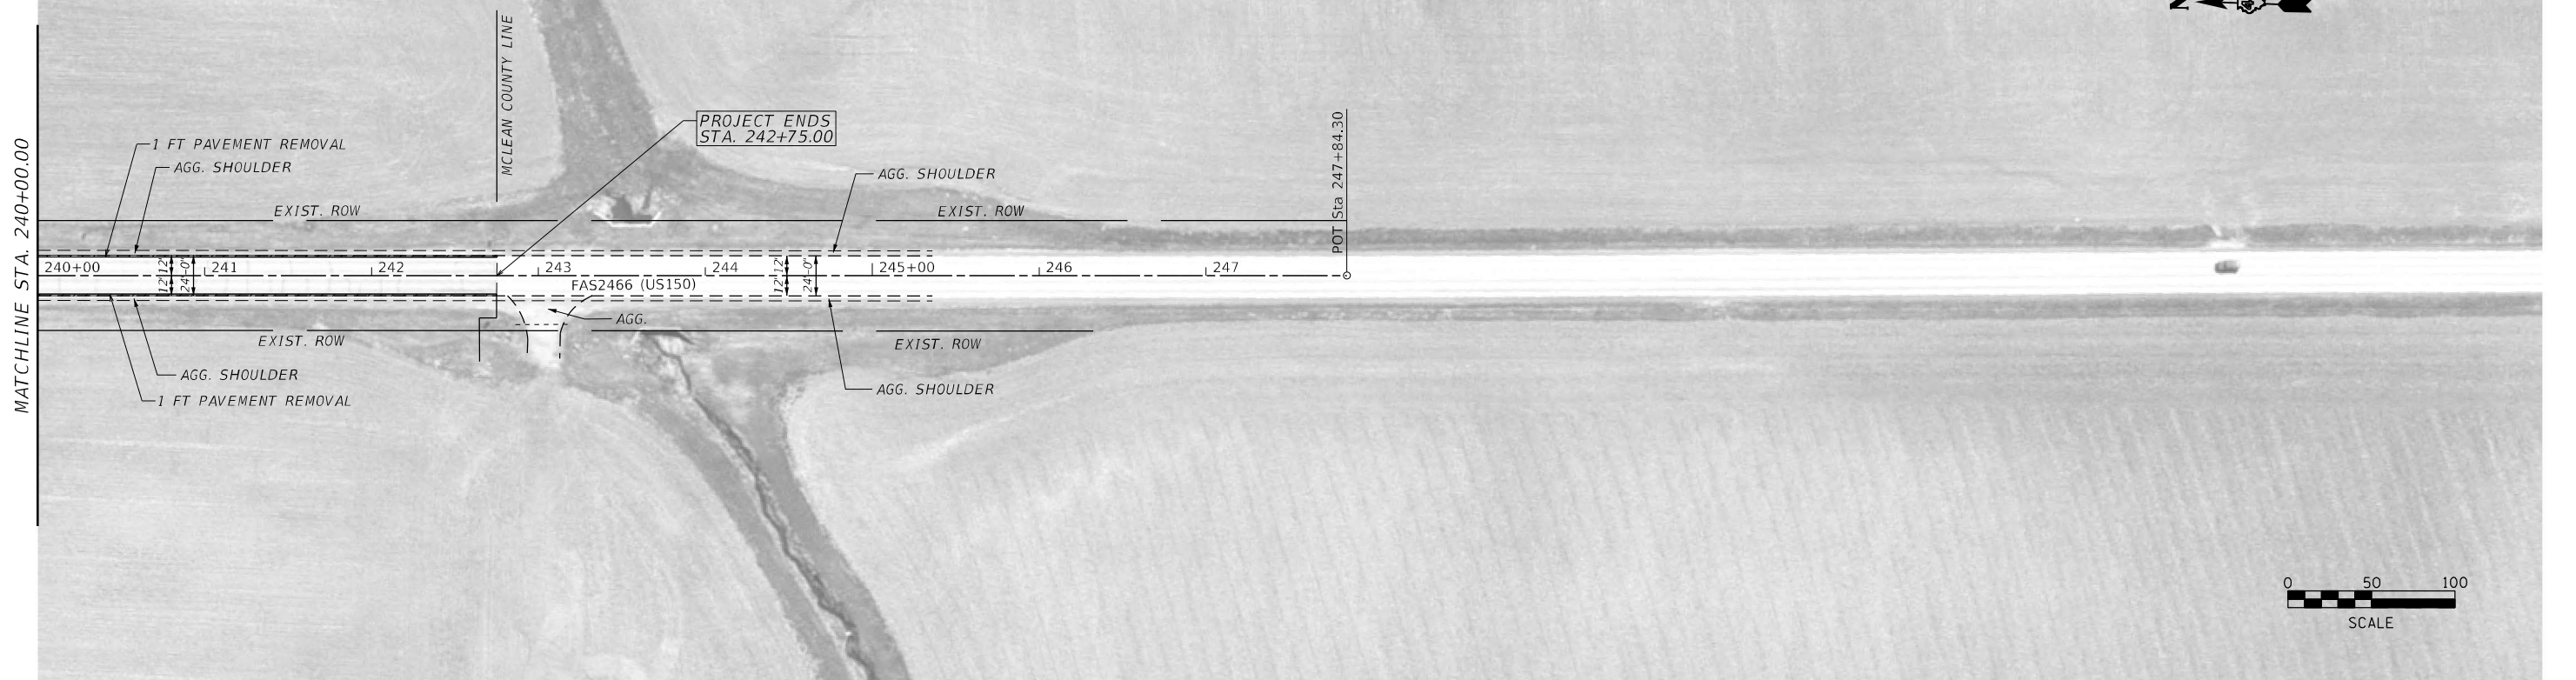 MATCHLINE STA. 240+00.00
MCLEAN COUNTY LINE
PROJECT ENDS
STA. 242+75.00
1 FT PAVEMENT REMOVAL
AGG. SHOULDER
AGG. SHOULDER
POT Sta 247+84.30
EXIST. ROW
EXIST. ROW
240+00 241 242 243 244 245+00 246 247
12' 12'
24'-0"
12' 12'
24'-0"
FAS2466 (US150)
AGG.
EXIST. ROW
EXIST. ROW
AGG. SHOULDER
AGG. SHOULDER
1 FT PAVEMENT REMOVAL
0 50 100
SCALE